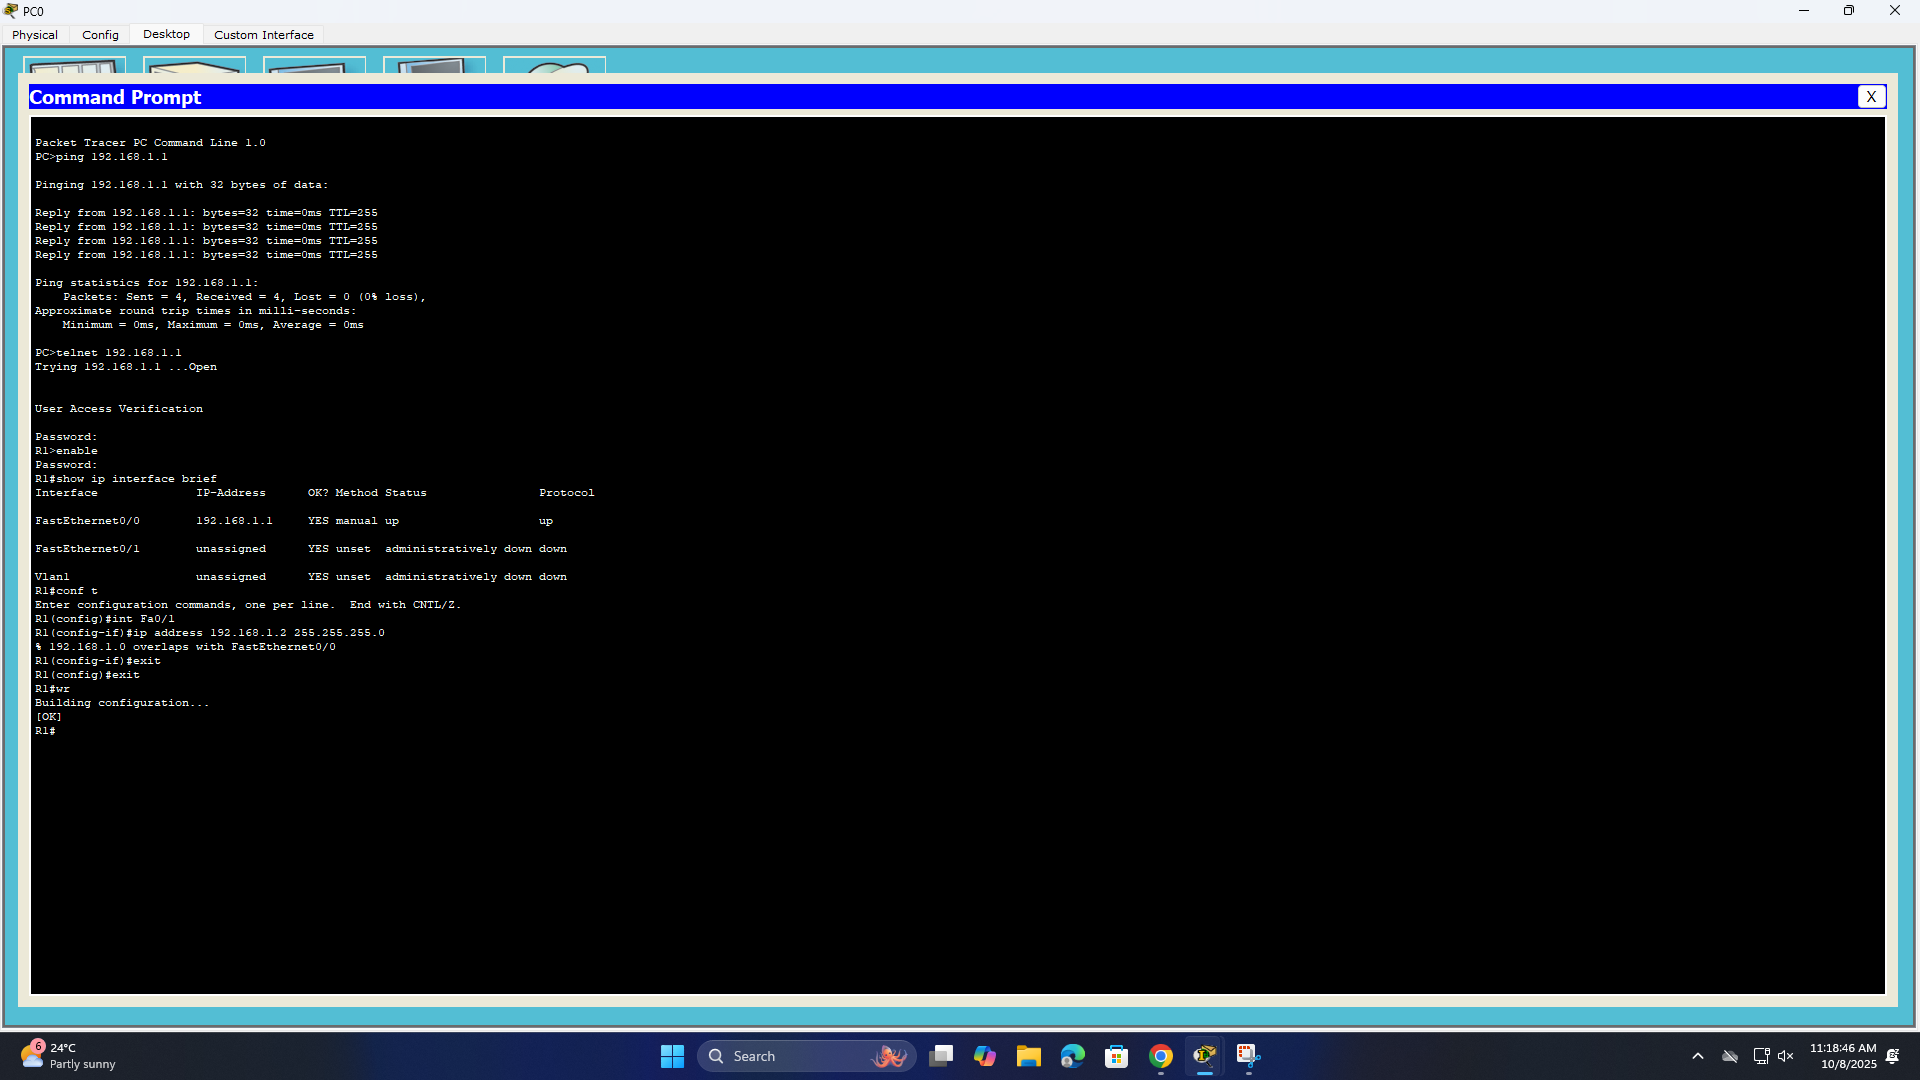 PC0
Physical Config Desktop Custom Interface
Command Prompt
X
Packet Tracer PC Command Line 1.0
PC>ping 192.168.1.1
Pinging 192.168.1.1 with 32 bytes of data:
Reply from 192.168.1.1: bytes=32 time=0ms TTL=255
Reply from 192.168.1.1: bytes=32 time=0ms TTL=255
Reply from 192.168.1.1: bytes=32 time=0ms TTL=255
Reply from 192.168.1.1: bytes=32 time=0ms TTL=255
Ping statistics for 192.168.1.1:
    Packets: Sent = 4, Received = 4, Lost = 0 (0% loss),
Approximate round trip times in milli-seconds:
    Minimum = 0ms, Maximum = 0ms, Average = 0ms
PC>telnet 192.168.1.1
Trying 192.168.1.1 ...Open
User Access Verification
Password:
R1>enable
Password:
R1#show ip interface brief
Interface              IP-Address      OK? Method Status                Protocol
FastEthernet0/0        192.168.1.1     YES manual up                    up
FastEthernet0/1        unassigned      YES unset  administratively down down
Vlan1                  unassigned      YES unset  administratively down down
R1#conf t
Enter configuration commands, one per line.  End with CNTL/Z.
R1(config)#int Fa0/1
R1(config-if)#ip address 192.168.1.2 255.255.255.0
% 192.168.1.0 overlaps with FastEthernet0/0
R1(config-if)#exit
R1(config)#exit
R1#wr
Building configuration...
[OK]
R1#
6
24°C
Partly sunny
Search
11:18:46 AM
10/8/2025